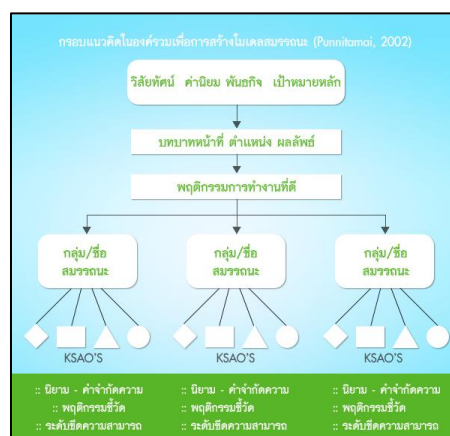 กรอบแนวคิดในองค์รวมเพื่อการสร้างโมเดลสมรรถนะ (Punnitamai, 2002)
วิสัยทัศน์ ค่านิยม พันธกิจ เป้าหมายหลัก
บทบาทหน้าที่ ตำแหน่ง ผลลัพธ์
พฤติกรรมการทำงานที่ดี
กลุ่ม/ชื่อ
สมรรถนะ
กลุ่ม/ชื่อ
สมรรถนะ
กลุ่ม/ชื่อ
สมรรถนะ
KSAO'S
KSAO'S
KSAO'S
:: นิยาม - คำจำกัดความ
:: พฤติกรรมชี้วัด
:: ระดับขีดความสามารถ
:: นิยาม - คำจำกัดความ
:: พฤติกรรมชี้วัด
:: ระดับขีดความสามารถ
:: นิยาม - คำจำกัดความ
:: พฤติกรรมชี้วัด
:: ระดับขีดความสามารถ